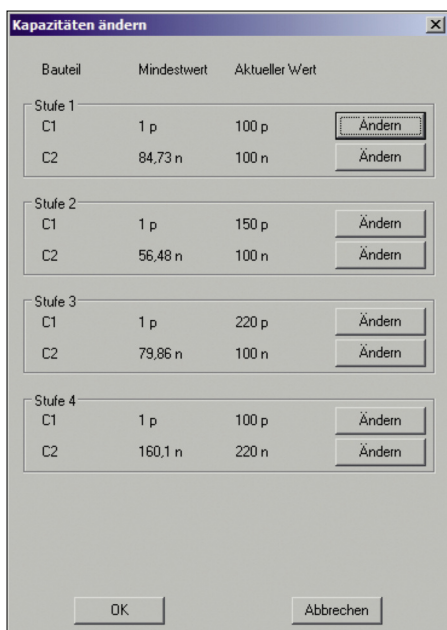 Kapazitäten ändern
Bauteil Mindestwert Aktueller Wert
Stufe 1
C1 1 p 100 p Ändern
C2 84,73 n 100 n Ändern
Stufe 2
C1 1 p 150 p Ändern
C2 56,48 n 100 n Ändern
Stufe 3
C1 1 p 220 p Ändern
C2 79,86 n 100 n Ändern
Stufe 4
C1 1 p 100 p Ändern
C2 160,1 n 220 n Ändern
OK Abbrechen